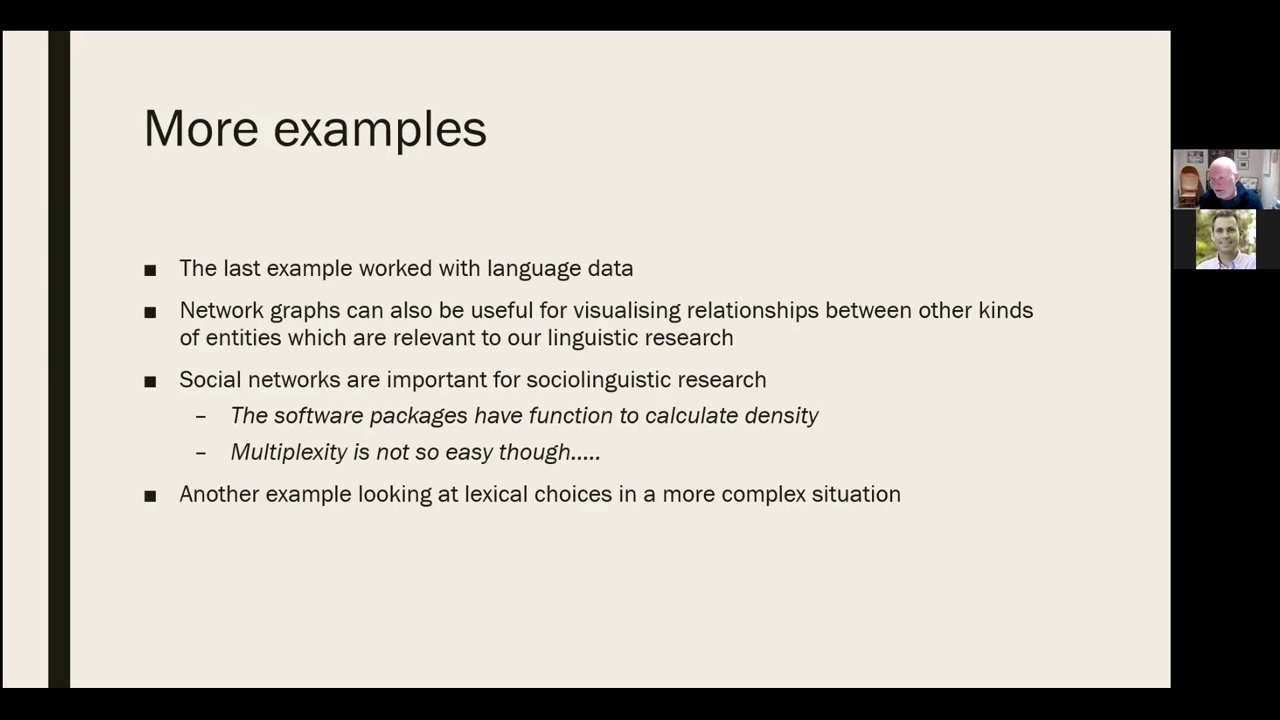 More examples
■ The last example worked with language data
■ Network graphs can also be useful for visualising relationships between other kinds
of entities which are relevant to our linguistic research
■ Social networks are important for sociolinguistic research
– The software packages have function to calculate density
– Multiplexity is not so easy though.....
■ Another example looking at lexical choices in a more complex situation